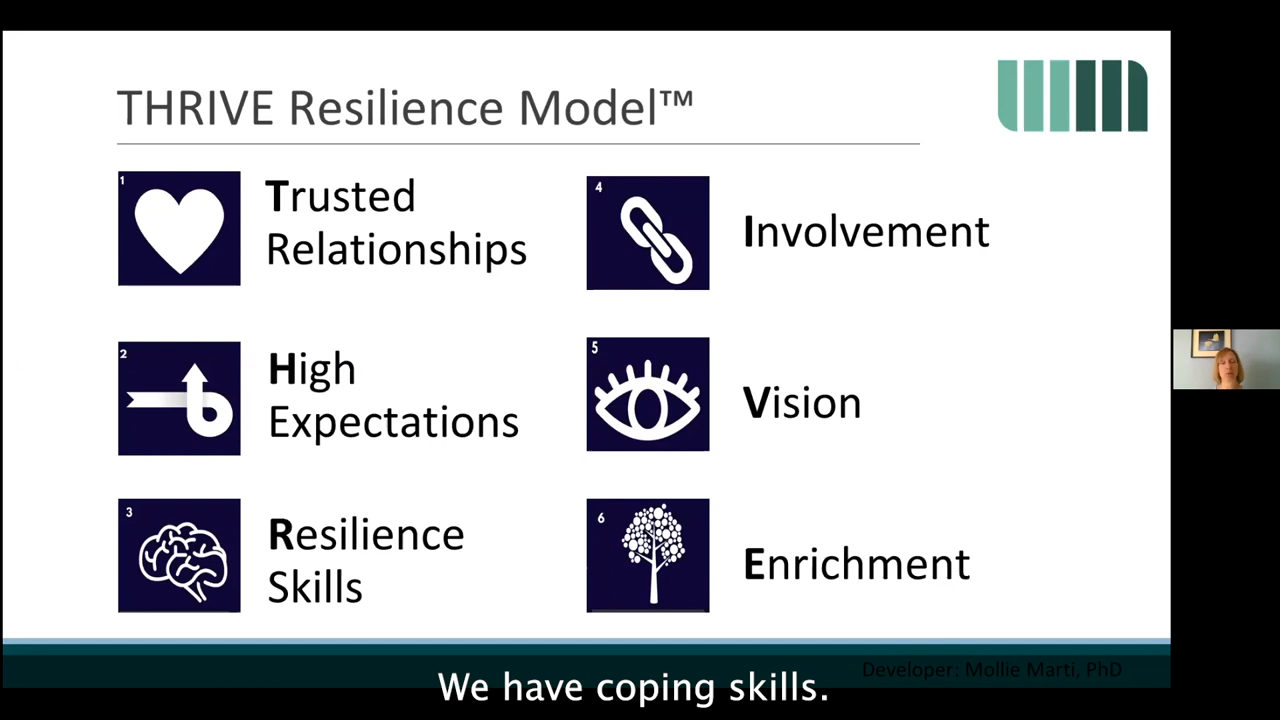 THRIVE Resilience Model™
1
Trusted
Relationships
2
High
Expectations
3
Resilience
Skills
4
Involvement
5
Vision
6
Enrichment
Developer: Mollie Marti, PhD
We have coping skills.